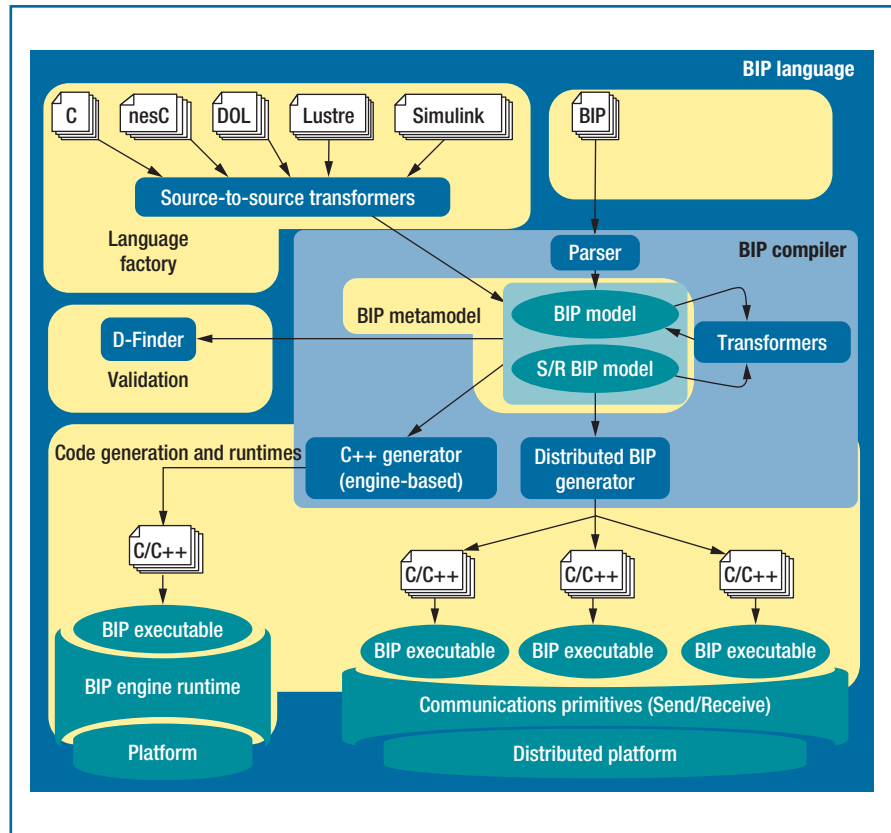 BIP language
C
nesC
DOL
Lustre
Simulink
BIP
Source-to-source transformers
Language
factory
Parser
BIP compiler
BIP metamodel
BIP model
S/R BIP model
Transformers
D-Finder
Validation
Code generation and runtimes
C++ generator
(engine-based)
Distributed BIP
generator
C/C++
C/C++
C/C++
C/C++
BIP executable
BIP executable
BIP executable
BIP executable
BIP engine runtime
Communications primitives (Send/Receive)
Platform
Distributed platform